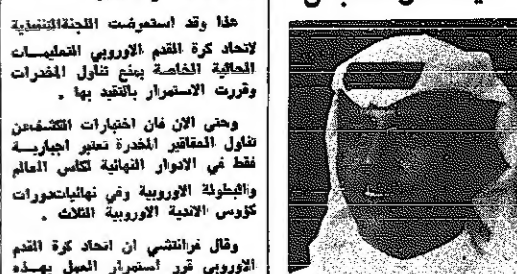 هذا وقد استعرضت اللجنة التنفيذية
لاتحاد كرة القدم الاوروبي التعليمات
الحالية الخاصة بمنع تناول المخدرات
وقررت الاستمرار بالتقيد بها .
وحتى الان فان اختبارات الكشف عن
تناول العقاقير المخدرة تعتبر اجبارية
فقط في الادوار النهائية لكأس العالم
والبطولة الاوروبية وفي نهائيات دورات
كؤوس الاندية الاوروبية الثلاث .
وقال غرانتشي ان اتحاد كرة القدم
الاوروبي قرر استمرار العمل بهذه